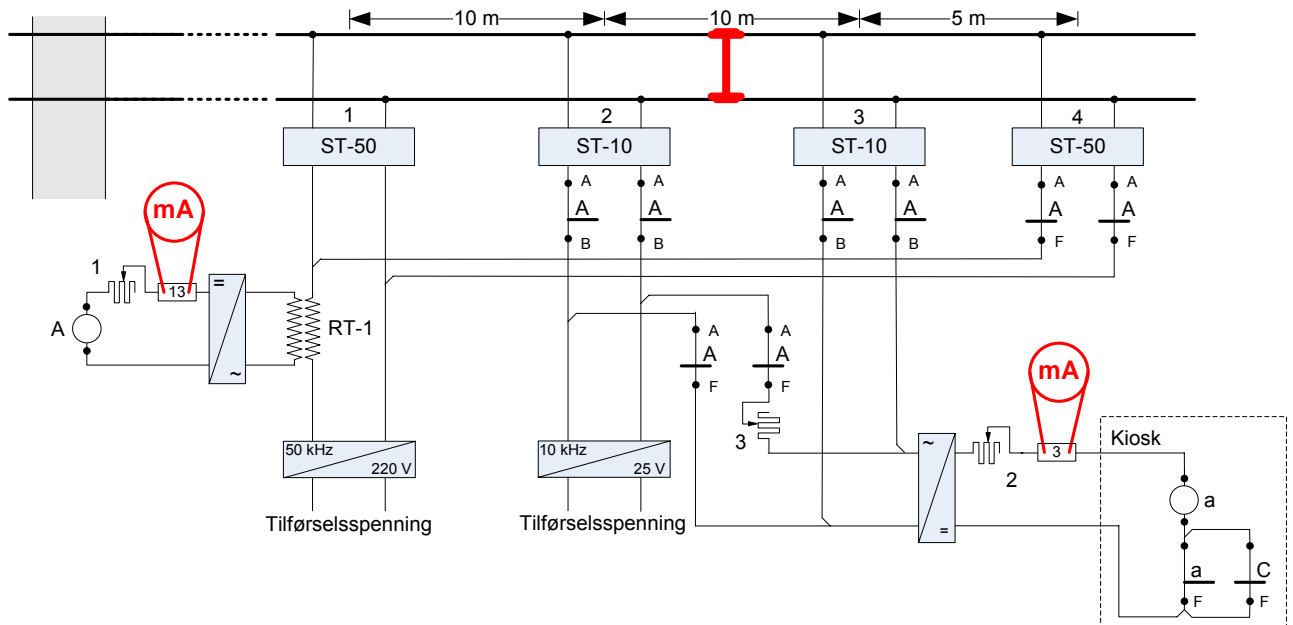 10 m 10 m 5 m
1 2 3 4
ST-50 ST-10 ST-10 ST-50
A A A A A A
A A A A A A
B B B B F F
mA
1
13
=
~
A
RT-1
A A
A A
F F
3
mA
50 kHz
220 V
10 kHz
25 V
~
=
2
3
Kiosk
a
Tilførselsspenning Tilførselsspenning
a C
F F